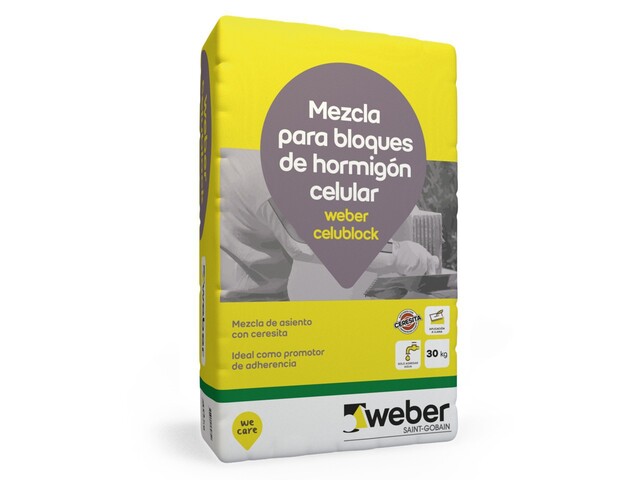 Mezcla
para bloques
de hormigón
celular
weber
celublock
Mezcla de asiento
con ceresita
Ideal como promotor
de adherencia
CERESITA
30 kg
we
care
weber
SAINT-GOBAIN